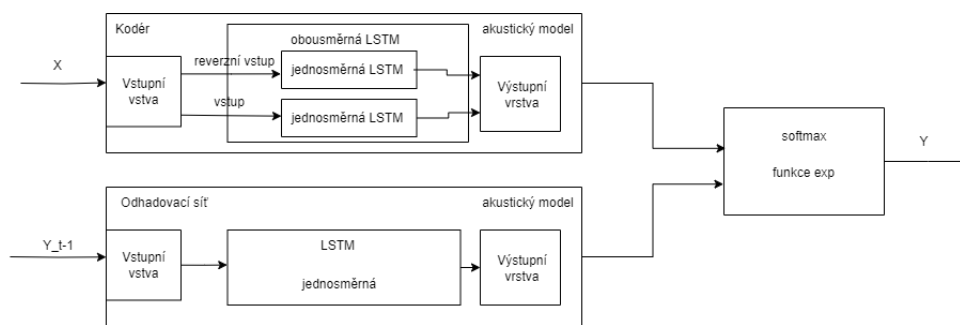 Kodér
akustický model
obousměrná LSTM
X
Vstupní
vstva
reverzní vstup
vstup
jednosměrná LSTM
jednosměrná LSTM
Výstupní
vrstva
softmax
funkce exp
Y
Odhadovací síť
akustický model
Y_t-1
Vstupní
vstva
LSTM
jednosměrná
Výstupní
vrstva